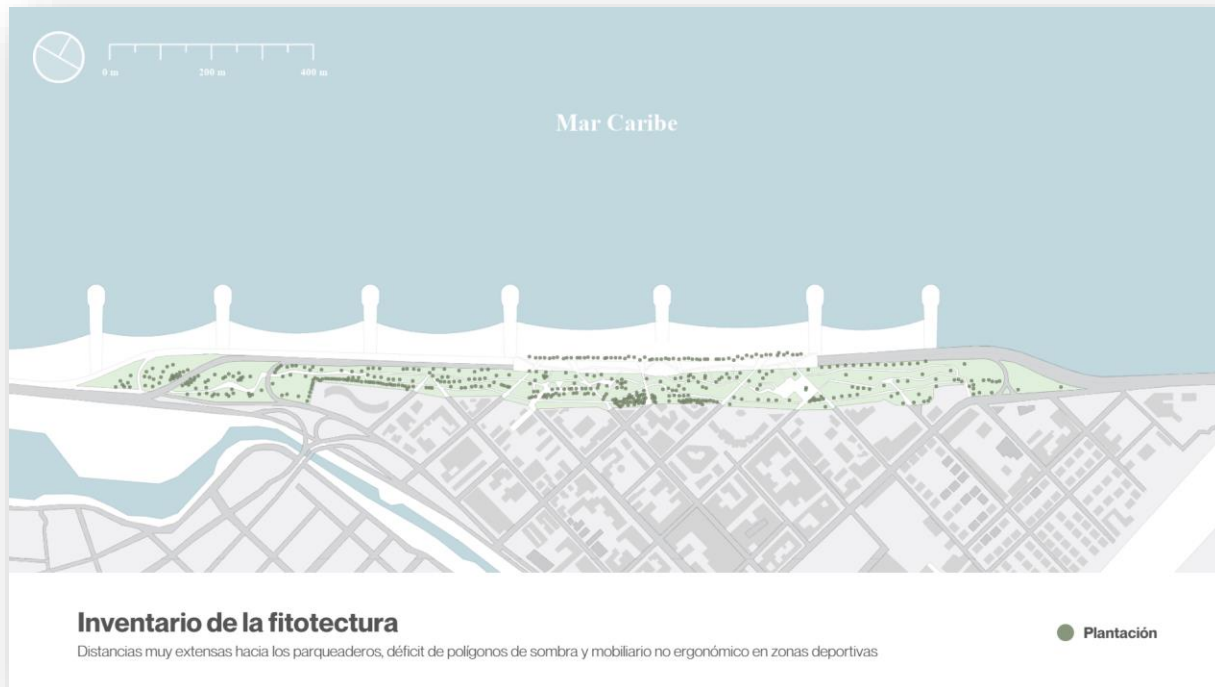 0 m 200 m 400 m
Mar Caribe
Inventario de la fitotectura
Distancias muy extensas hacia los parqueaderos, déficit de polígonos de sombra y mobiliario no ergonómico en zonas deportivas
Plantación